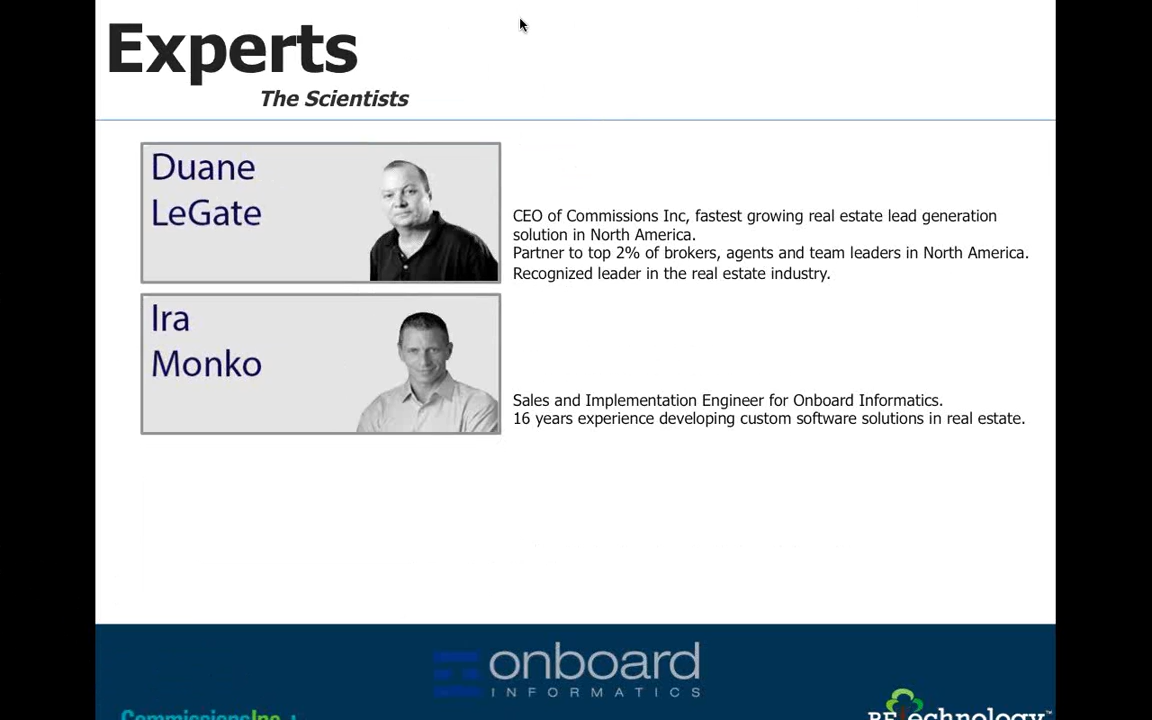 Experts
The Scientists
Duane
LeGate
CEO of Commissions Inc, fastest growing real estate lead generation
solution in North America.
Partner to top 2% of brokers, agents and team leaders in North America.
Recognized leader in the real estate industry.
Ira
Monko
Sales and Implementation Engineer for Onboard Informatics.
16 years experience developing custom software solutions in real estate.
onboard
INFORMATICS
CommissionsInc
RETechnology™